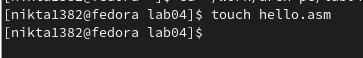 [nikta1382@fedora lab04]$ touch hello.asm
[nikta1382@fedora lab04]$